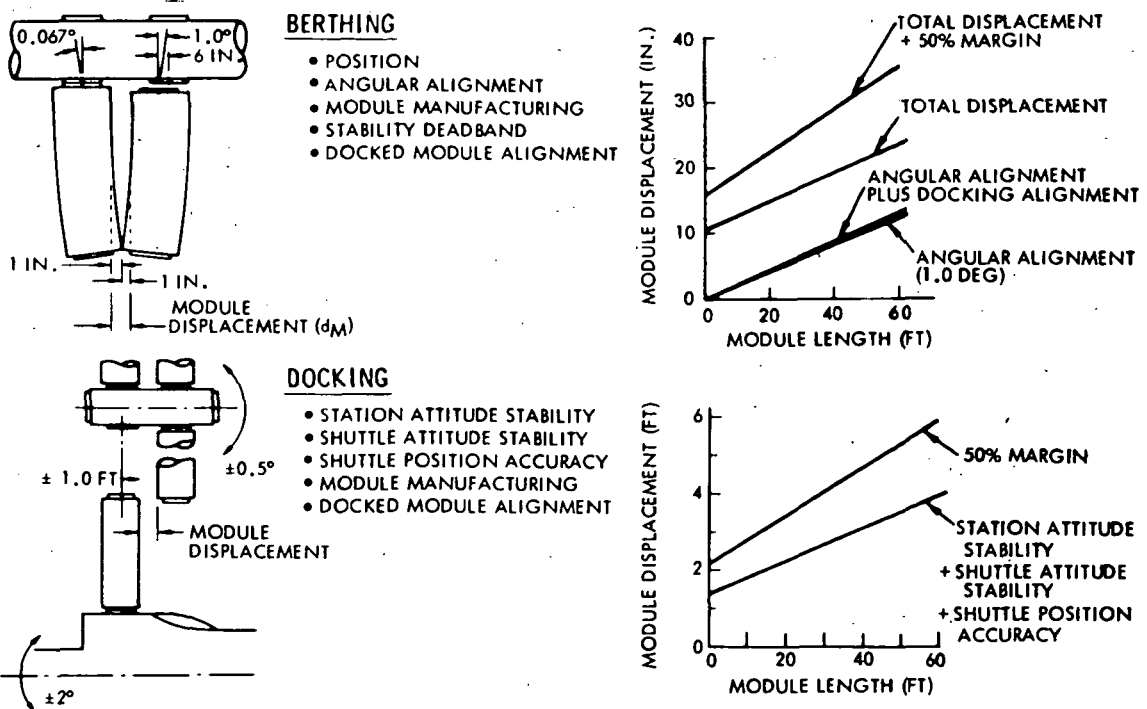 0.067°
1.0°
6 IN.
1 IN.
1 IN.
MODULE
DISPLACEMENT (dM)
BERTHING
• POSITION
• ANGULAR ALIGNMENT
• MODULE MANUFACTURING
• STABILITY DEADBAND
• DOCKED MODULE ALIGNMENT
MODULE DISPLACEMENT (IN.)
40
30
20
10
0
0 20 40 60
MODULE LENGTH (FT)
TOTAL DISPLACEMENT
+ 50% MARGIN
TOTAL DISPLACEMENT
ANGULAR ALIGNMENT
PLUS DOCKING ALIGNMENT
ANGULAR ALIGNMENT
(1.0 DEG)
± 1.0 FT
±0.5°
MODULE
DISPLACEMENT
±2°
DOCKING
• STATION ATTITUDE STABILITY
• SHUTTLE ATTITUDE STABILITY
• SHUTTLE POSITION ACCURACY
• MODULE MANUFACTURING
• DOCKED MODULE ALIGNMENT
MODULE DISPLACEMENT (FT)
6
4
2
0
0 20 40 60
MODULE LENGTH (FT)
50% MARGIN
STATION ATTITUDE
STABILITY
+ SHUTTLE ATTITUDE
STABILITY
+ SHUTTLE POSITION
ACCURACY